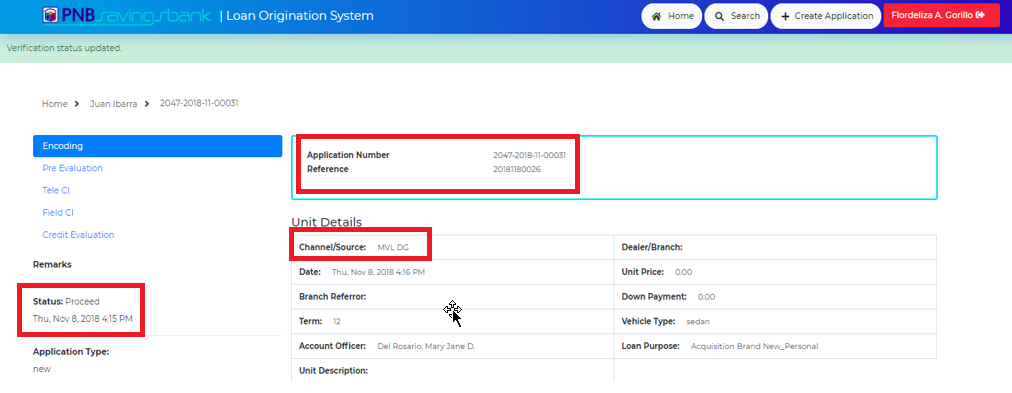 PNBsavingsbank | Loan Origination System Home Search + Create Application Flordeliza A. Gorillo
Verification status updated.
Home > Juan Ibarra > 2047-2018-11-00031
Encoding
Pre Evaluation
Tele CI
Field CI
Credit Evaluation
Remarks
Status: Proceed
Thu, Nov 8, 2018 4:15 PM
Application Type:
new
Application Number 2047-2018-11-00031
Reference 20181180026
Unit Details
Channel/Source: MVL DG Dealer/Branch:
Date: Thu, Nov 8, 2018 4:16 PM Unit Price: 0.00
Branch Referror: Down Payment: 0.00
Term: 12 Vehicle Type: sedan
Account Officer: Del Rosario, Mary Jane D. Loan Purpose: Acquisition Brand New_Personal
Unit Description: